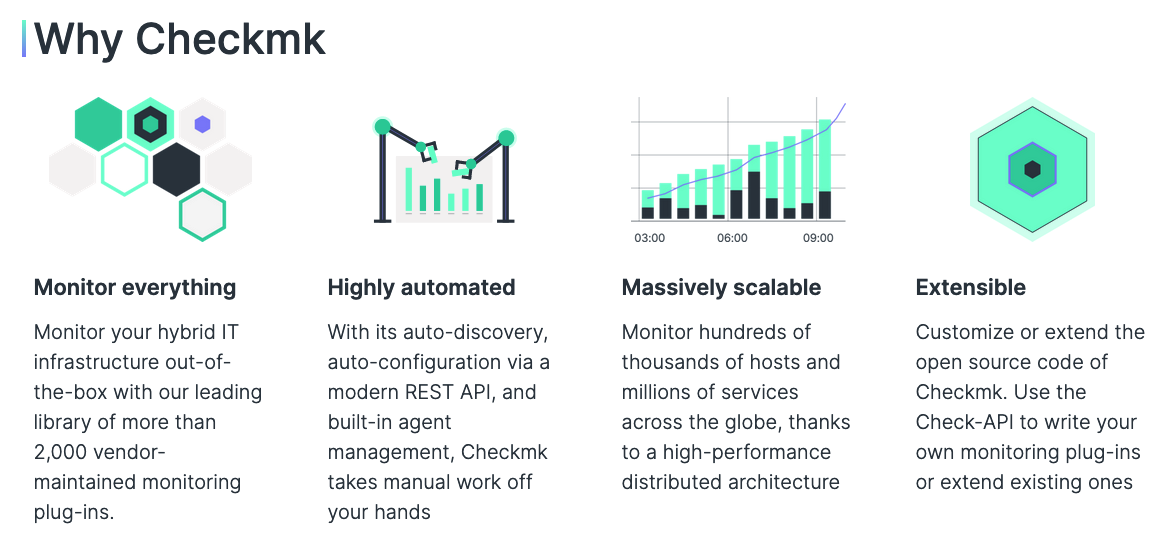 Why Checkmk
03:00 06:00 09:00
Monitor everything
Monitor your hybrid IT
infrastructure out-of-
the-box with our leading
library of more than
2,000 vendor-
maintained monitoring
plug-ins.
Highly automated
With its auto-discovery,
auto-configuration via a
modern REST API, and
built-in agent
management, Checkmk
takes manual work off
your hands
Massively scalable
Monitor hundreds of
thousands of hosts and
millions of services
across the globe, thanks
to a high-performance
distributed architecture
Extensible
Customize or extend the
open source code of
Checkmk. Use the
Check-API to write your
own monitoring plug-ins
or extend existing ones